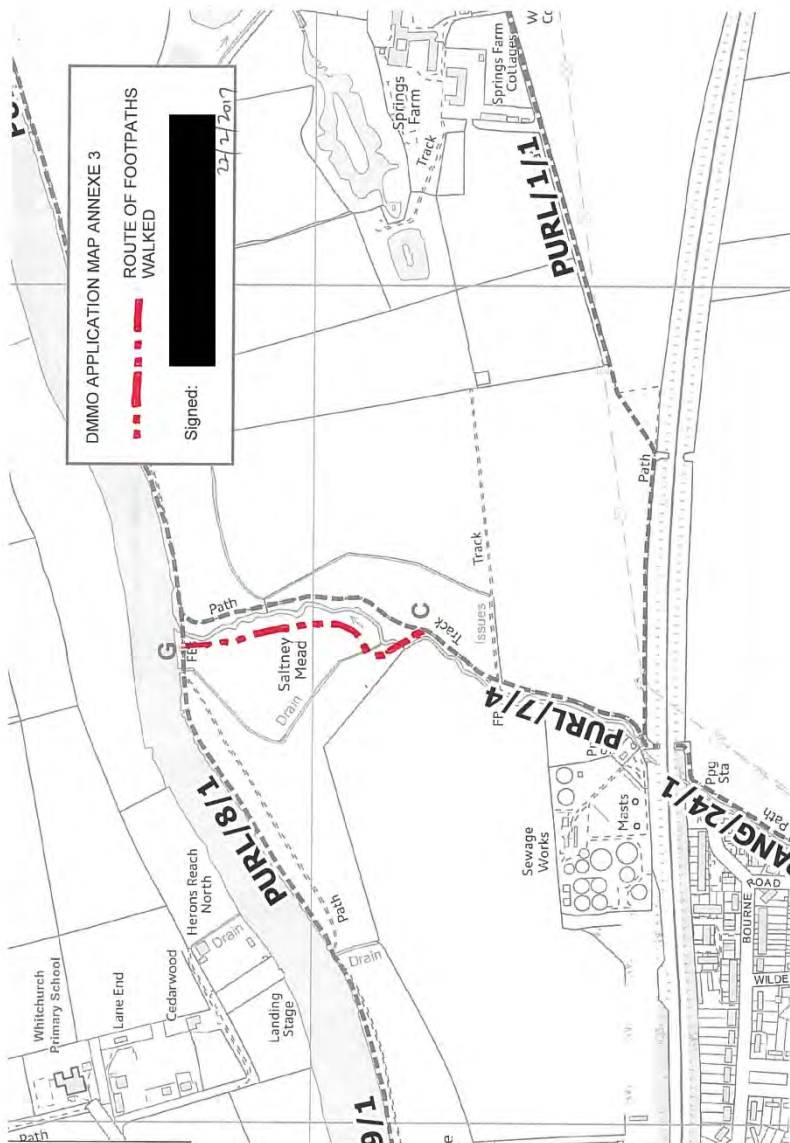 DMMO APPLICATION MAP ANNEXE 3
ROUTE OF FOOTPATHS
WALKED
Signed:
22/2/2017
Whitchurch
Primary School
Lane End
Cedarwood
Herons Reach
North
Drain
Landing
Stage
Path
PURL/8/1
Path
Drain
9/1
G
FBs
Saltney
Mead
Drain
Path
C
Track
Issues
Track
FP
PURL/7/4
Sewage
Works
Masts
Ppg
Sta
Path
BANG/24/1
BOURNE
ROAD
WILDE
Path
PURL/1/1
Springs
Farm
Track
Springs Farm
Cottages